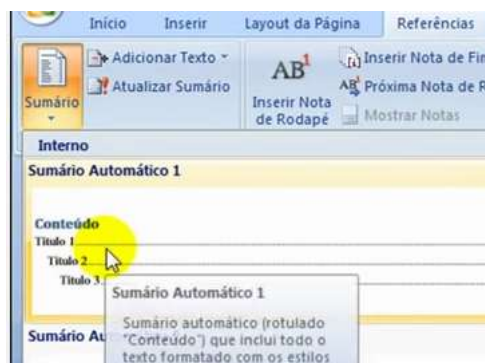 Início Inserir Layout da Página Referências
Adicionar Texto
Atualizar Sumário
Sumário
AB¹
Inserir Nota de Rodapé
Inserir Nota de
AB Próxima Nota de
Mostrar Notas
Interno
Sumário Automático 1
Conteúdo
Título 1
Título 2
Título 3
Sumário Automático 1
Sumário automático (rotulado
"Conteúdo") que inclui todo o
texto formatado com os estilos
Sumário